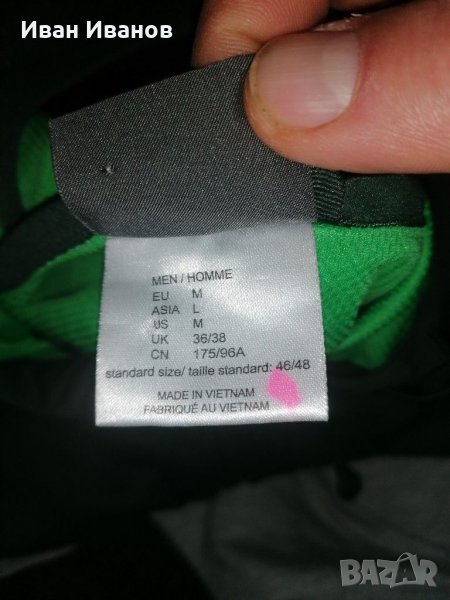 Иван Иванов
MEN / HOMME
EU M
ASIA L
US M
UK 36/38
CN 175/96A
standard size/ taille standard: 46/48
MADE IN VIETNAM
FABRIQUÉ AU VIETNAM
BAZAR